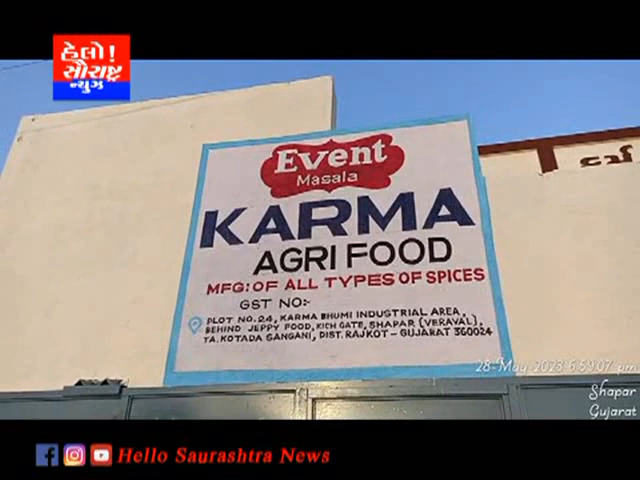 હેલો!
સૌરાષ્ટ્ર
ન્યુઝ
Event
Masala
KARMA
AGRI FOOD
MFG: OF ALL TYPES OF SPICES
GST NO:-
PLOT NO. 24, KARMA BHUMI INDUSTRIAL AREA,
BEHIND JEPPY FOOD, KICH GATE, SHAPAR (VERAVAL),
TA. KOTADA SANGANI, DIST. RAJKOT - GUJARAT 360024
28-May-2023 6:59:07 pm
Shapar
Gujarat
Hello Saurashtra News